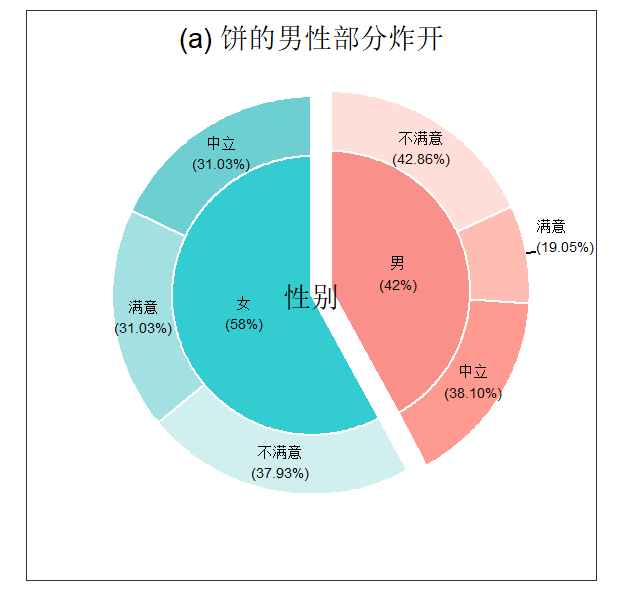 (a) 饼的男性部分炸开
中立
(31.03%)
不满意
(42.86%)
满意
(19.05%)
男
(42%)
性别
女
(58%)
满意
(31.03%)
中立
(38.10%)
不满意
(37.93%)